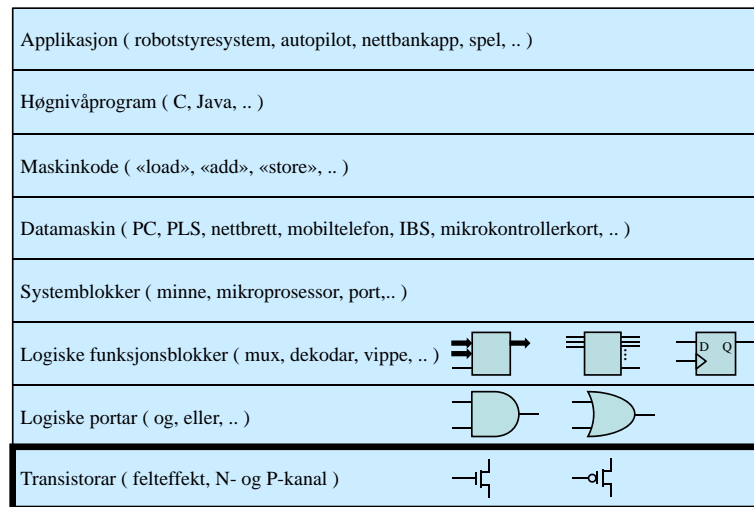 Applikasjon ( robotstyresystem, autopilot, nettbankapp, spel, .. )
Høgnivåprogram ( C, Java, .. )
Maskinkode ( «load», «add», «store», .. )
Datamaskin ( PC, PLS, nettbrett, mobiltelefon, IBS, mikrokontrollerkort, .. )
Systemblokker ( minne, mikroprosessor, port,.. )
Logiske funksjonsblokker ( mux, dekodar, vippe, .. )
D Q
Logiske portar ( og, eller, .. )
Transistorar ( felteffekt, N- og P-kanal )